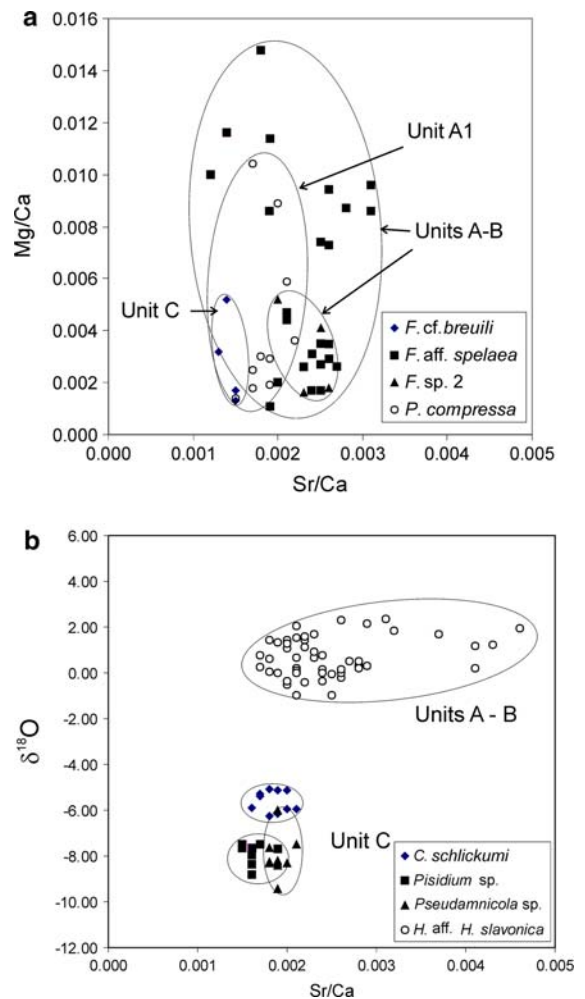 a
0.016
0.014
0.012
0.010
0.008
0.006
0.004
0.002
0.000
Mg/Ca
Unit A1
Units A-B
Unit C
F. cf. breuili
F. aff. spelaea
F. sp. 2
P. compressa
0.000 0.001 0.002 0.003 0.004 0.005
Sr/Ca
b
6.00
4.00
2.00
0.00
-2.00
-4.00
-6.00
-8.00
-10.00
-12.00
δ18O
Units A - B
Unit C
C. schlickumi
Pisidium sp.
Pseudamnicola sp.
H. aff. H. slavonica
0.000 0.001 0.002 0.003 0.004 0.005
Sr/Ca